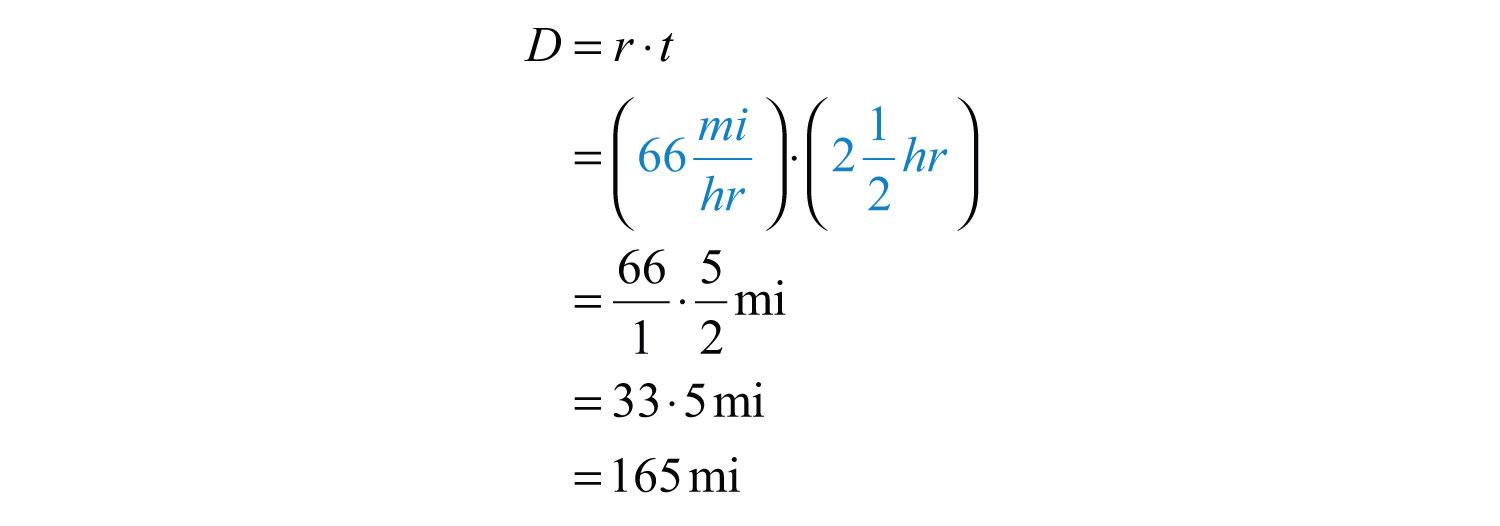 D = r · t
= (66 mi/hr) · (2 1/2 hr)
= 66/1 · 5/2 mi
= 33 · 5 mi
= 165 mi